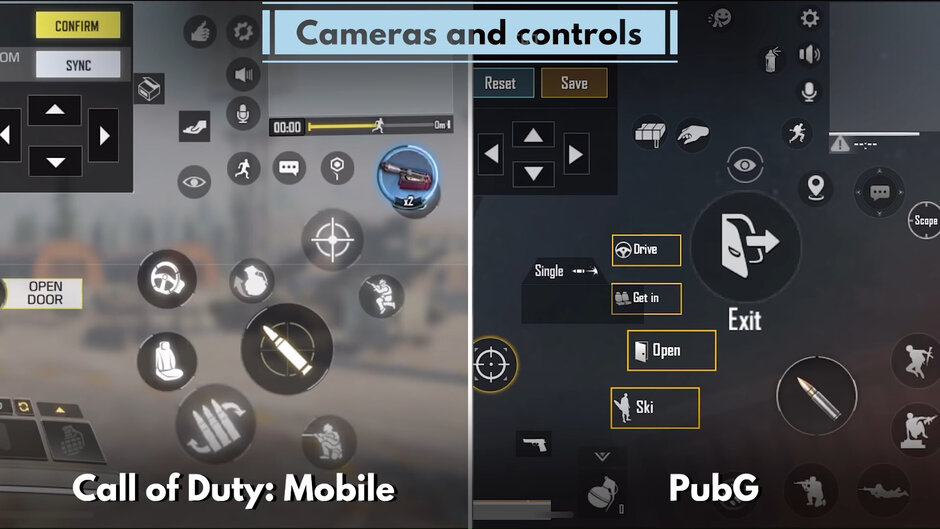 Cameras and controls
CONFIRM
OM
SYNC
00:00
0m
x2
OPEN
DOOR
Call of Duty: Mobile
Reset
Save
--:--
Scope
Drive
Single
Get in
Open
Exit
Ski
0
PubG